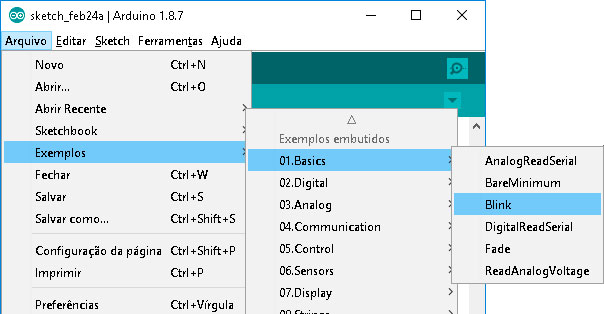 sketch_feb24a | Arduino 1.8.7
Arquivo Editar Sketch Ferramentas Ajuda
Novo Ctrl+N
Abrir... Ctrl+O
Abrir Recente
Sketchbook
Exemplos
Fechar Ctrl+W
Salvar Ctrl+S
Salvar como... Ctrl+Shift+S
Configuração da página Ctrl+Shift+P
Imprimir Ctrl+P
Preferências Ctrl+Vírgula
Exemplos embutidos
01.Basics
02.Digital
03.Analog
04.Communication
05.Control
06.Sensors
07.Display
09.Strings
AnalogReadSerial
BareMinimum
Blink
DigitalReadSerial
Fade
ReadAnalogVoltage